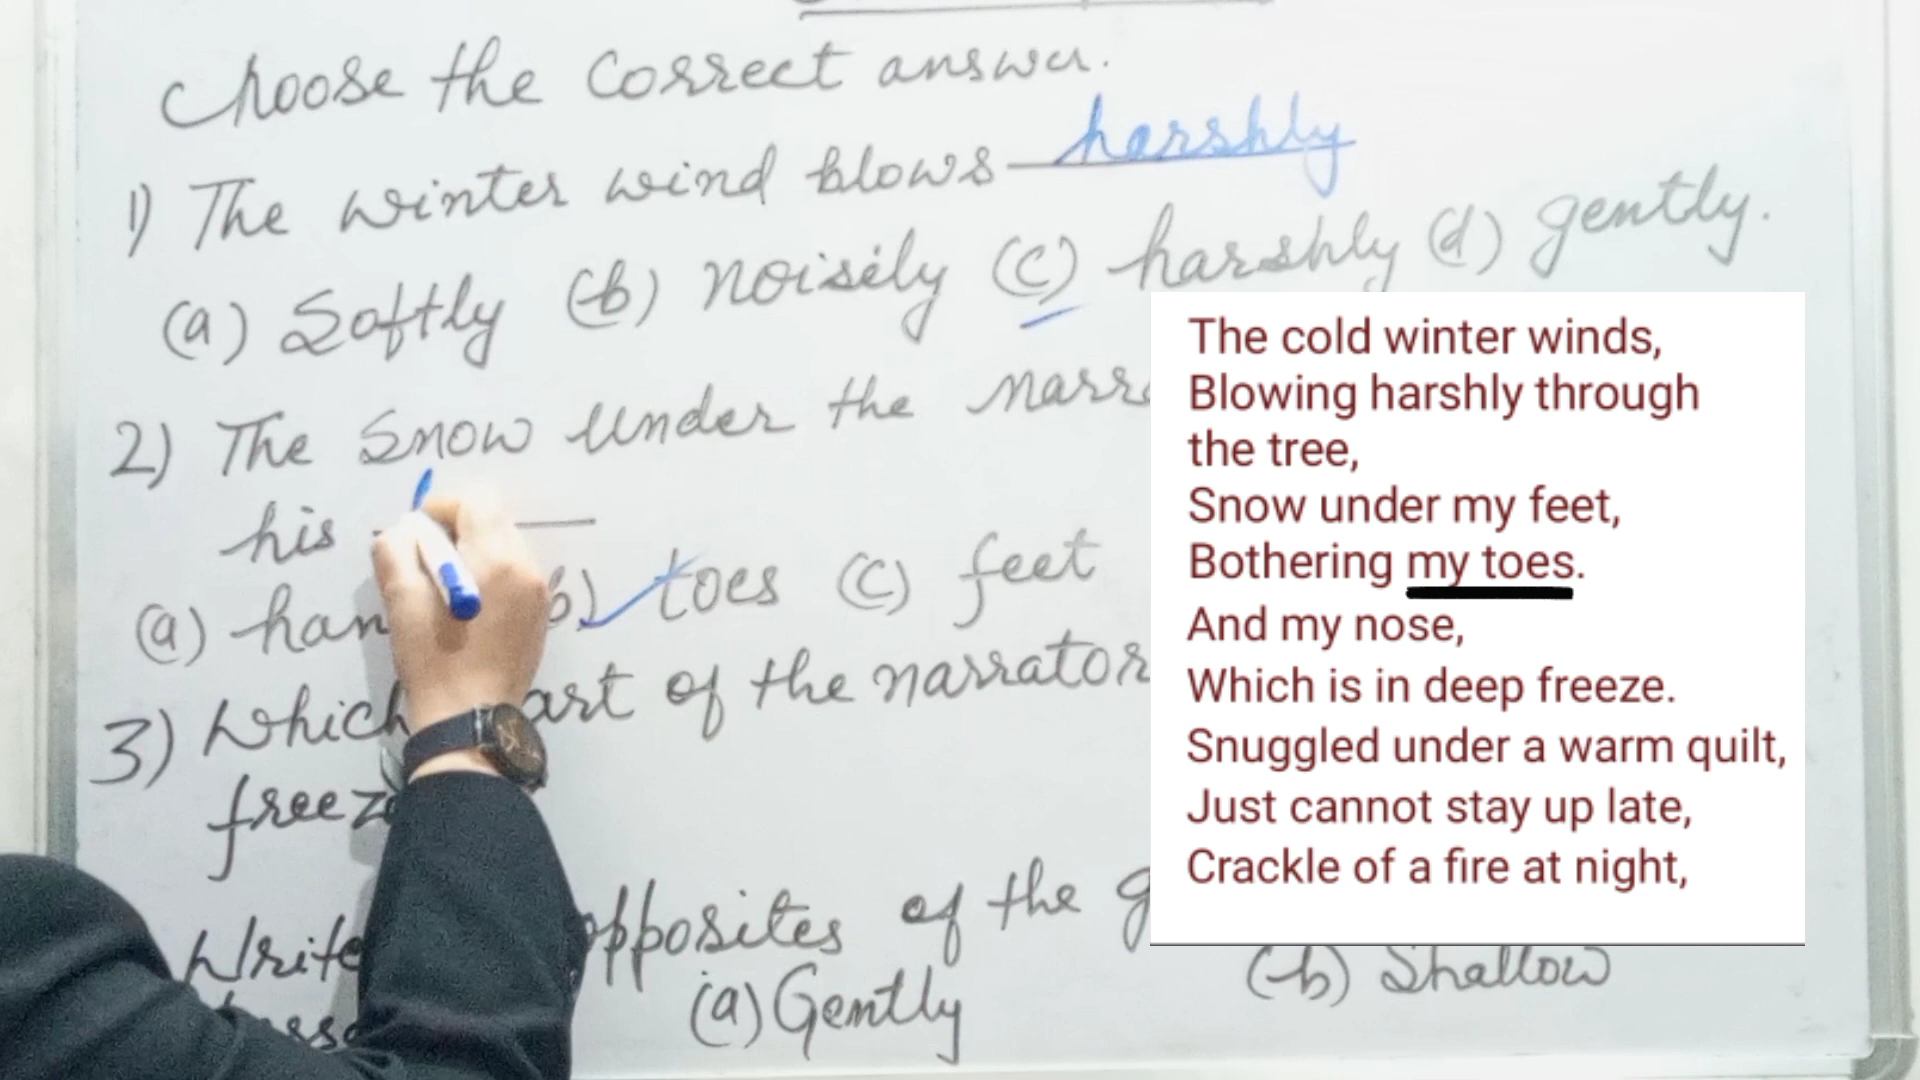 Choose the Correct answer.
1) The winter wind blows harshly
(a) Softly (b) noisily (c) harshly (d) gently.
2) The Snow under the narra
his
(a) han b) toes (c) feet
3) Which art of the narrator
freez
Write opposites of the g
(a) Gently (b) Shallow
The cold winter winds,
Blowing harshly through
the tree,
Snow under my feet,
Bothering my toes.
And my nose,
Which is in deep freeze.
Snuggled under a warm quilt,
Just cannot stay up late,
Crackle of a fire at night,